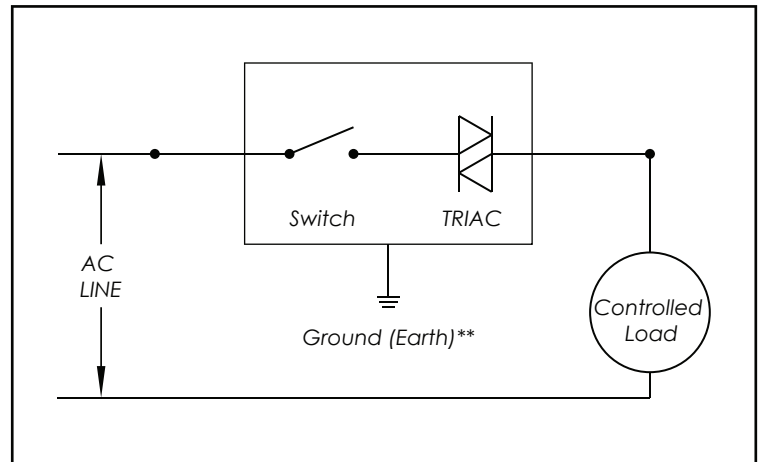 Switch
TRIAC
AC
LINE
Ground (Earth)**
Controlled
Load